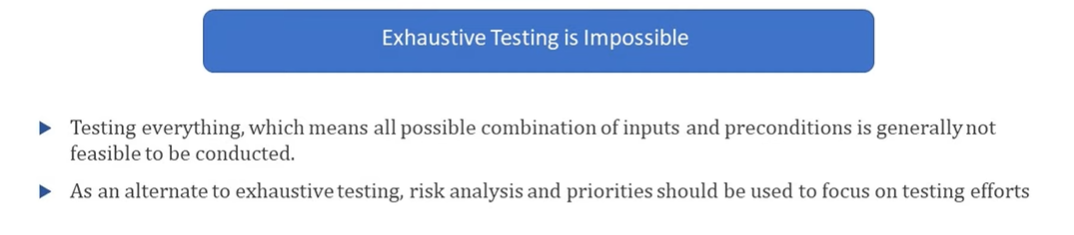 Exhaustive Testing is Impossible
Testing everything, which means all possible combination of inputs and preconditions is generally not
feasible to be conducted.
As an alternate to exhaustive testing, risk analysis and priorities should be used to focus on testing efforts